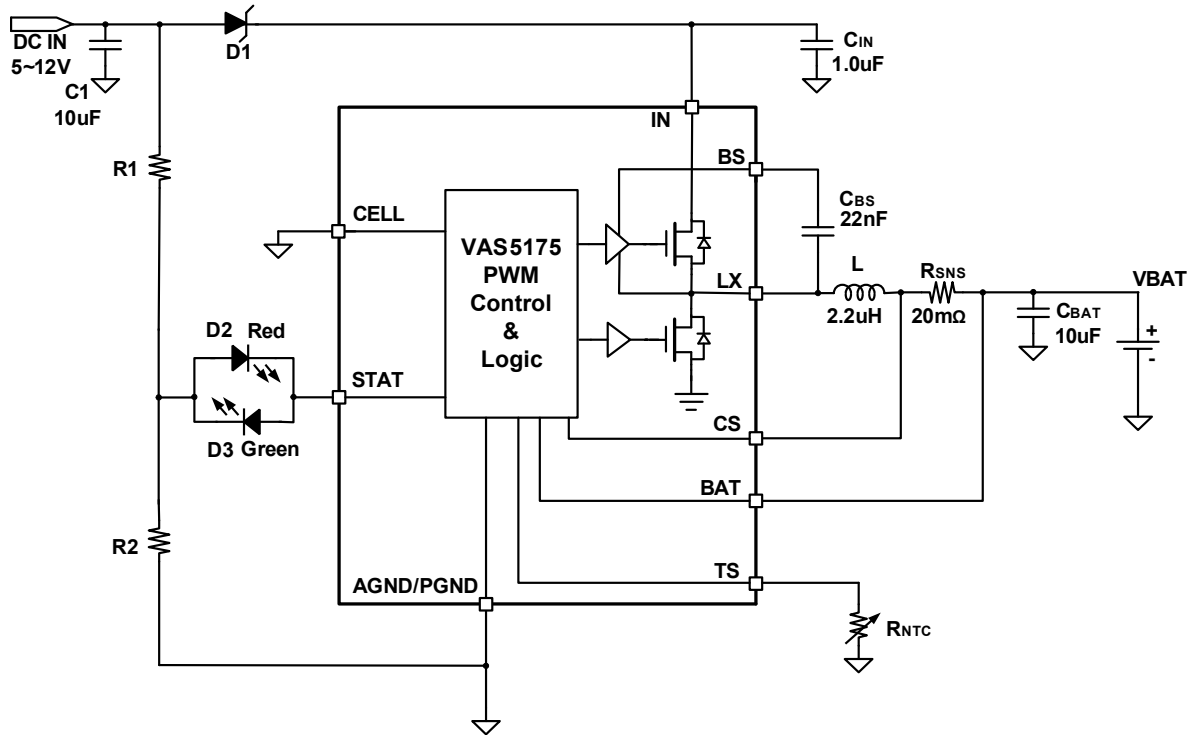 DC IN
5~12V
C1
10uF
D1
CIN
1.0uF
IN
R1
BS
CBS
22nF
CELL
VAS5175
PWM
Control
&
Logic
LX
L
2.2uH
RSNS
20mΩ
VBAT
CBAT
10uF
+
-
D2 Red
STAT
D3 Green
CS
BAT
R2
TS
AGND/PGND
RNTC